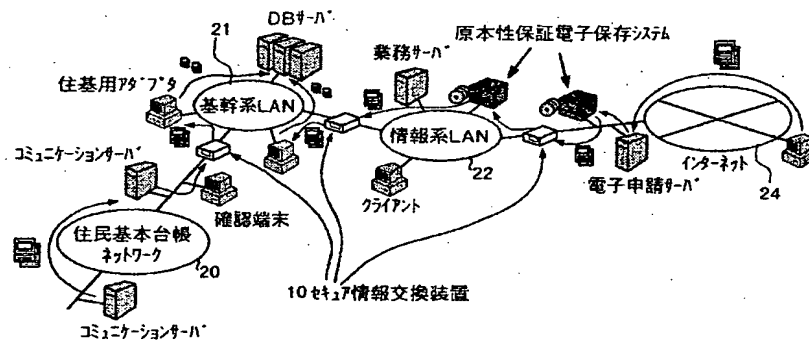 DBサーバ
原本性保証電子保存システム
21
業務サーバ
住基用アダプタ
基幹系LAN
コミュニケーションサーバ
情報系LAN
22
インターネット
24
電子申請サーバ
クライアント
確認端末
住民基本台帳
ネットワーク
20
10セキュア情報交換装置
コミュニケーションサーバ